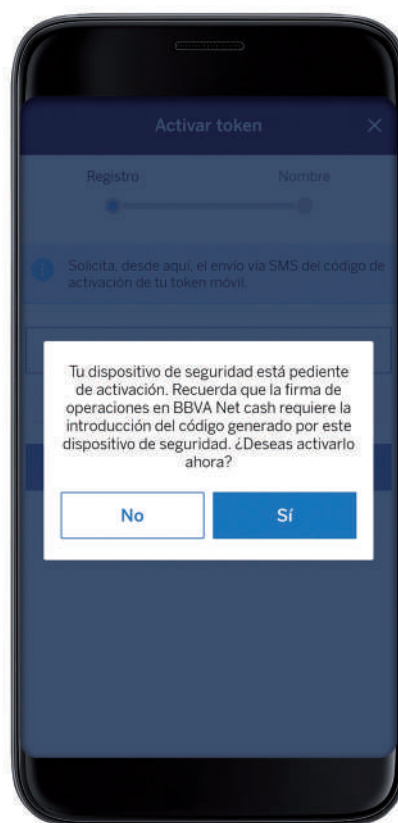 Activar token
Registro Nombre
Solicita, desde aquí, el envío vía SMS del código de
activación de tu token móvil.
Tu dispositivo de seguridad está pediente
de activación. Recuerda que la firma de
operaciones en BBVA Net cash requiere la
introducción del código generado por este
dispositivo de seguridad. ¿Deseas activarlo
ahora?
No Sí